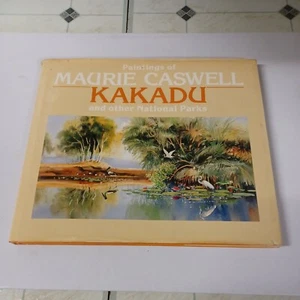 Paintings of
MAURIE CASWELL
KAKADU
and other National Parks